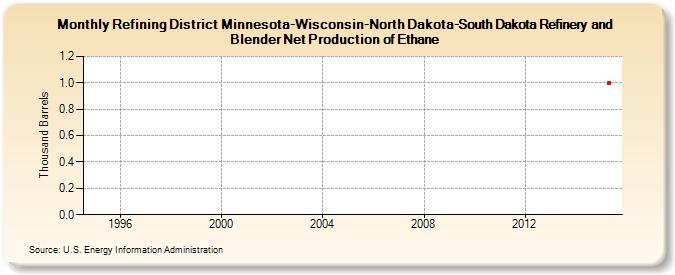 Monthly Refining District Minnesota-Wisconsin-North Dakota-South Dakota Refinery and
Blender Net Production of Ethane
Thousand Barrels
1.2
1.0
0.8
0.6
0.4
0.2
0.0
1996 2000 2004 2008 2012
Source: U.S. Energy Information Administration